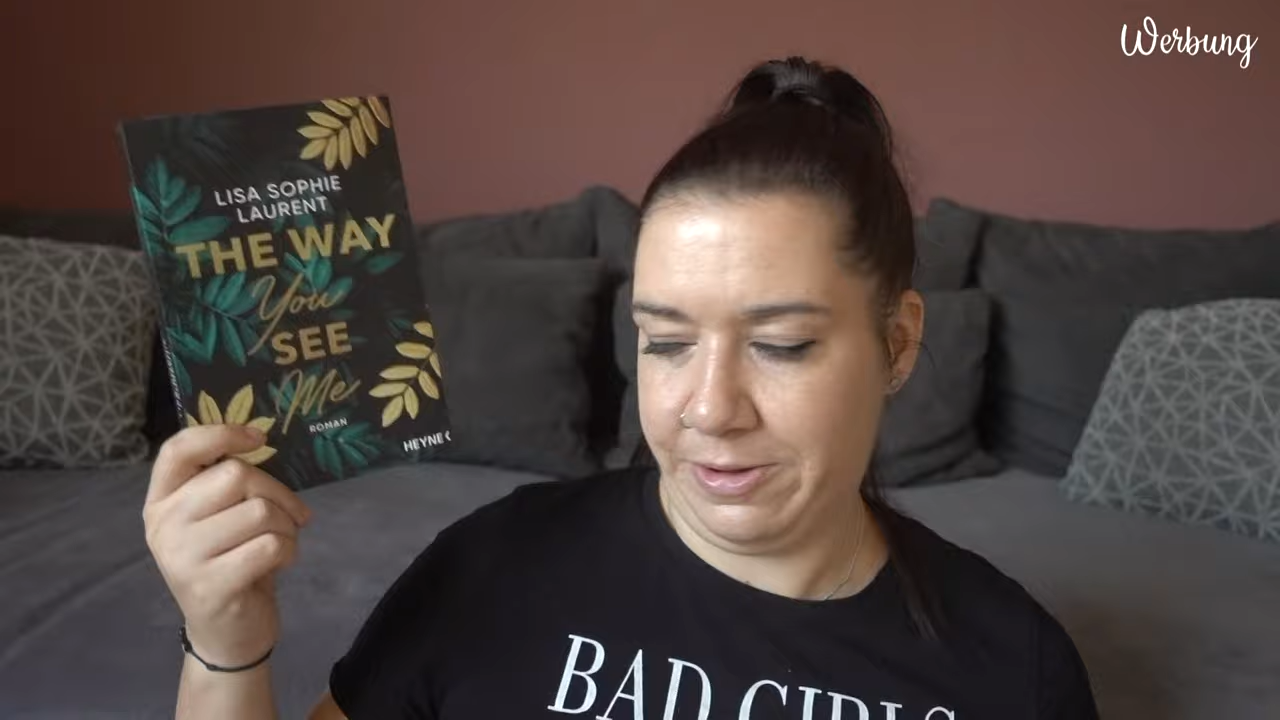 Werbung
LISA SOPHIE
LAURENT
THE WAY
You
SEE
Me
ROMAN
HEYNE
BAD GIRLS